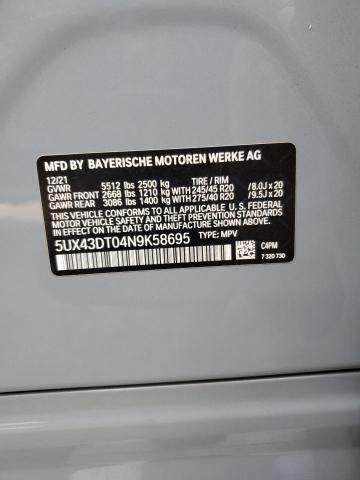 MFD BY BAYERISCHE MOTOREN WERKE AG
12/21
GVWR 5512 lbs 2500 kg TIRE / RIM
GAWR FRONT 2668 lbs 1210 kg WITH 245/45 R20 /8.0J x 20
GAWR REAR 3086 lbs 1400 kg WITH 275/40 R20 /9.5J x 20
THIS VEHICLE CONFORMS TO ALL APPLICABLE U.S. FEDERAL
MOTOR VEHICLE SAFETY STANDARDS IN EFFECT
ON THE DATE OF MANUFACTURE SHOWN ABOVE.
5UX43DT04N9K58695 TYPE: MPV
C4PM
7 320 730